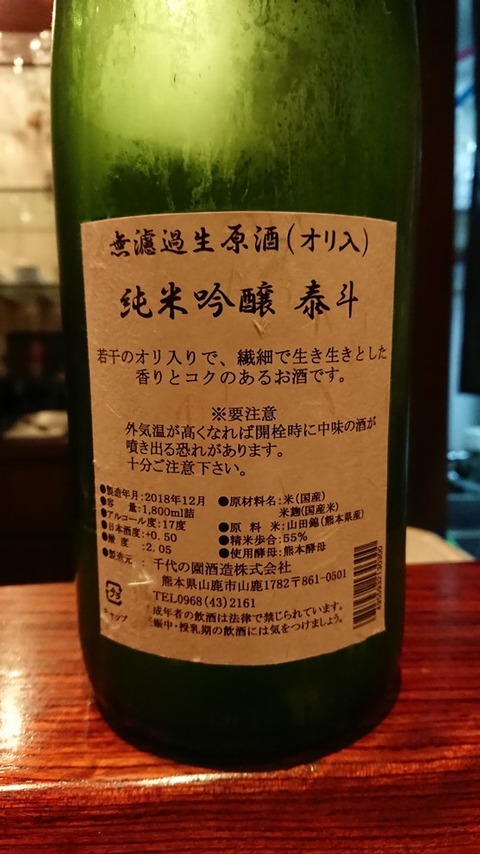 無濾過生原酒(オリ入)
純米吟醸 泰斗
若干のオリ入りで、繊細で生き生きとした
香りとコクのあるお酒です。
※要注意
外気温が高くなれば開栓時に中味の酒が
噴き出る恐れがあります。
十分ご注意下さい。
●製造年月:2018年12月
●容 量:1,800ml詰
●アルコール度:17度
●日本酒度:+0.50
●酸 度:2.05
●原材料名:米(国産)
米麹(国産米)
●原 料 米:山田錦(熊本県産)
●精米歩合:55%
●使用酵母:熊本酵母
●製造元:千代の園酒造株式会社
熊本県山鹿市山鹿1782〒861-0501
TEL0968(43)2161
成年者の飲酒は法律で禁じられています。
娠中・授乳期の飲酒には気をつけましょう。